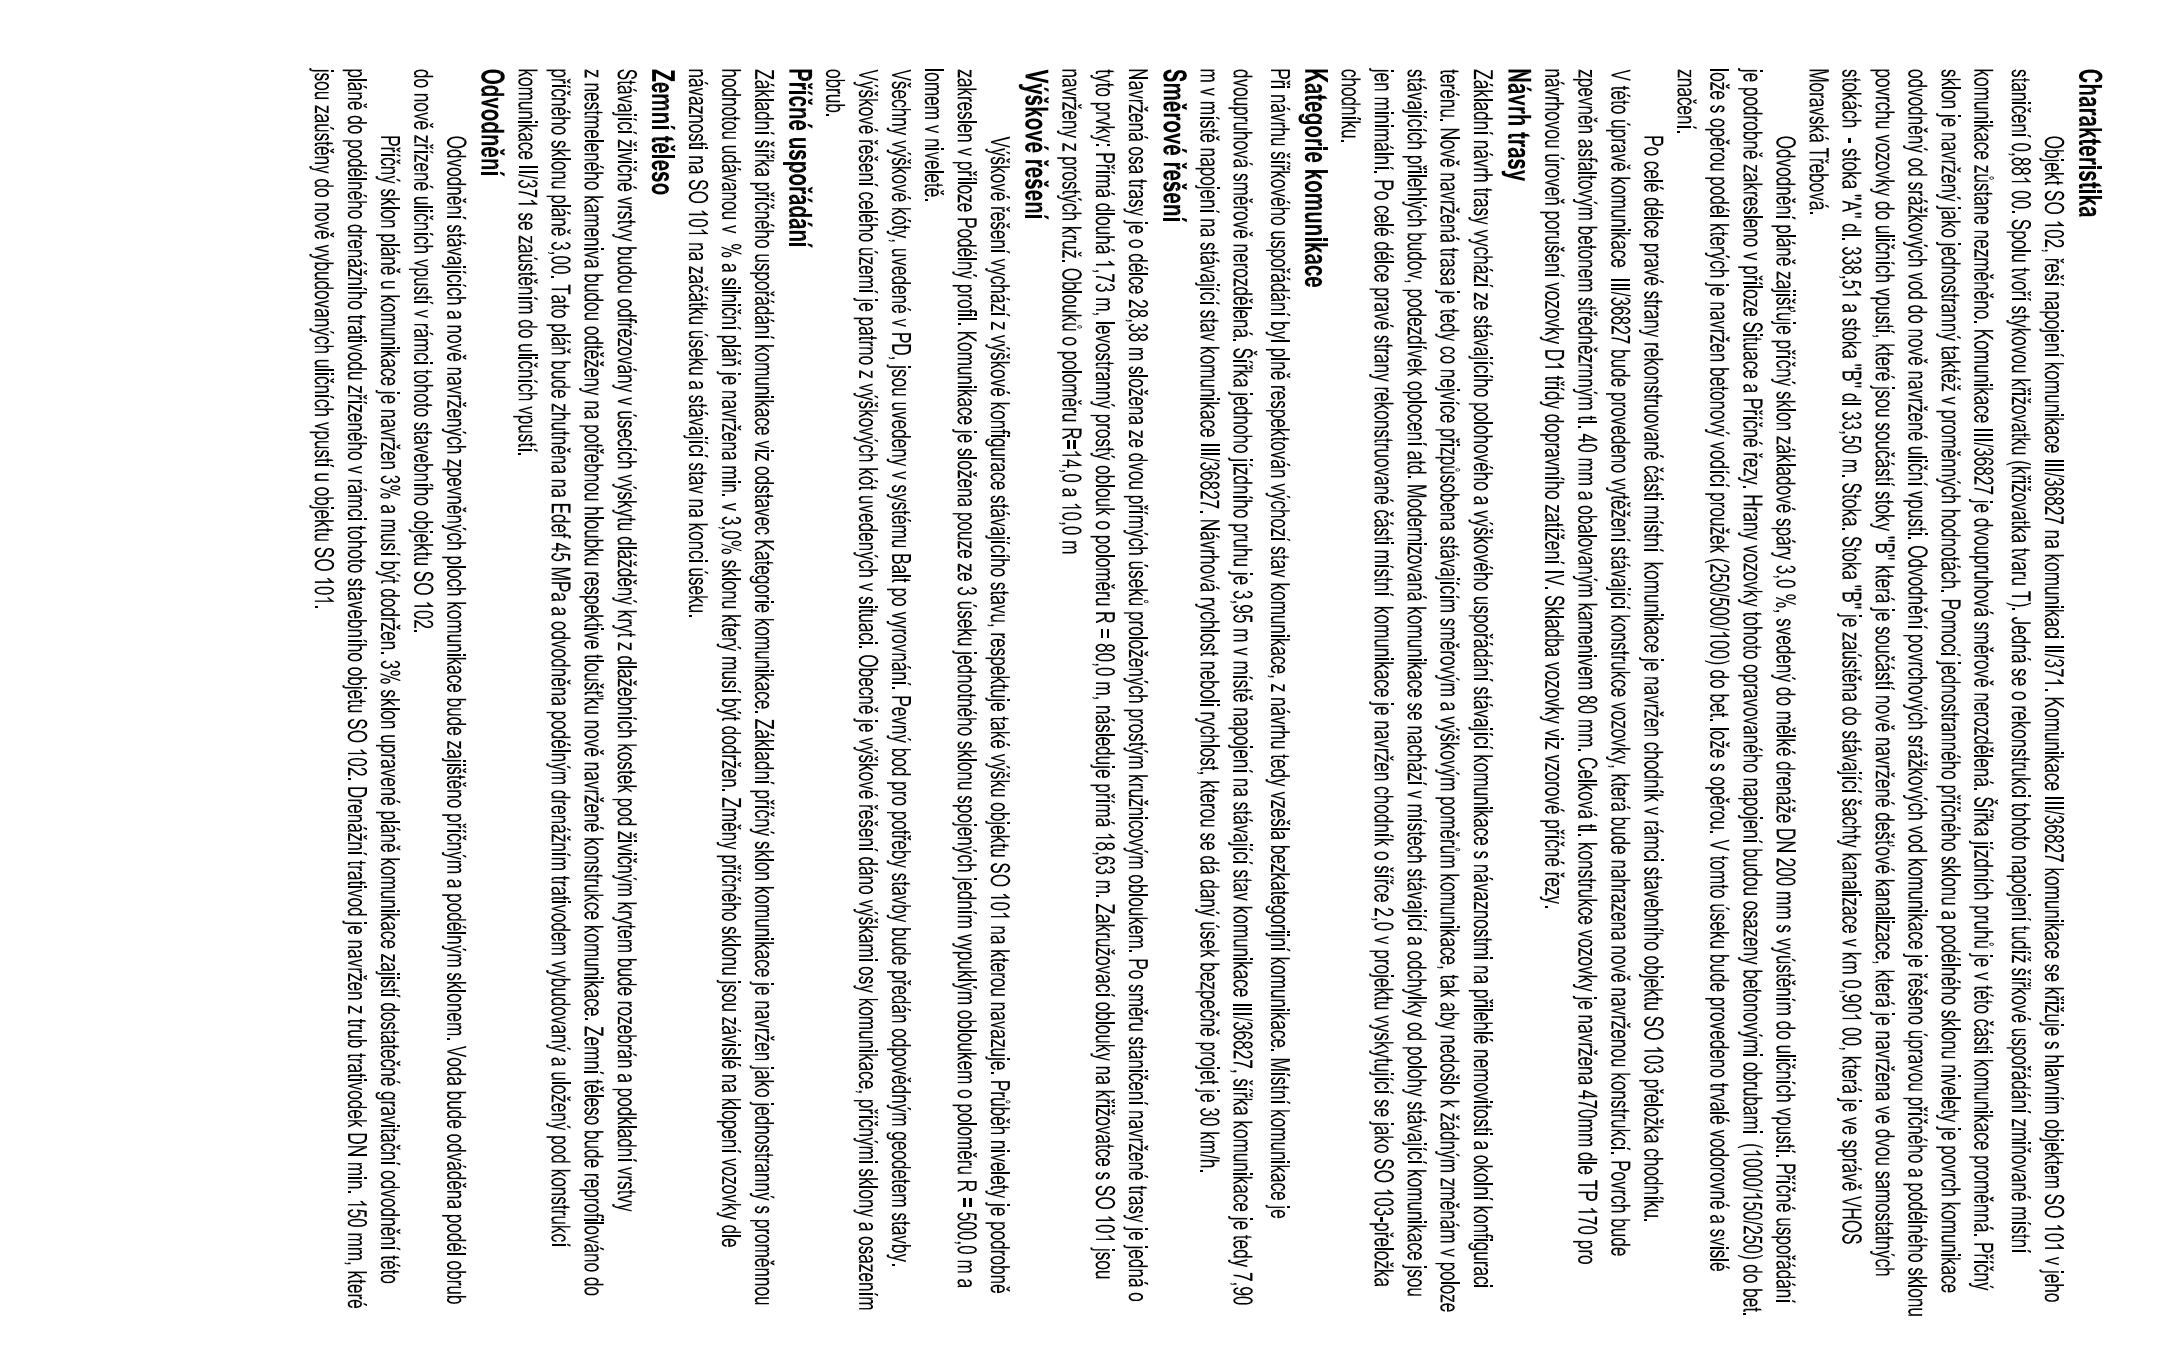 Charakteristika
Objekt SO 102, řeší napojení komunikace III/36827 na komunikaci II/371. Komunikace III/36827 komunikace se křižuje s hlavním objektem SO 101 v jeho
staničení 0,881 00. Spolu tvoří stykovou křižovatku (křižovatka tvaru T). Jedná se o rekonstrukci tohoto napojení tudíž šířkové uspořádání zmiňované místní
komunikace zůstane nezměněno. Komunikace III/36827 je dvoupruhová směrově nerozdělená. Šířka jízdních pruhů je v této části komunikace proměnná. Příčný
sklon je navržený jako jednostranný taktéž v proměnných hodnotách. Pomocí jednostranného příčného sklonu a podélného sklonu nivelety je povrch komunikace
odvodněný od srážkových vod do nově navržené uliční vpusti. Odvodnění povrchových srážkových vod komunikace je řešeno úpravou příčného a podélného sklonu
povrchu vozovky do uličních vpustí, které jsou součástí stoky "B" která je součástí nově navržené dešťové kanalizace, která je navržena ve dvou samostatných
stokách - stoka "A" dl. 338,51 a stoka "B" dl 33,50 m. Stoka. Stoka "B" je zaústěna do stávající šachty kanalizace v km 0,901 00, která je ve správě VHOS
Moravská Třebová.
Odvodnění pláně zajišťuje příčný sklon základové spáry 3,0 %, svedený do mělké drenáže DN 200 mm s vyústěním do uličních vpustí. Příčné uspořádání
je podrobně zakresleno v příloze Situace a Příčné řezy. Hrany vozovky tohoto opravovaného napojení budou osazeny betonovými obrubami  (1000/150/250) do bet.
lože s opěrou podél kterých je navržen betonový vodící proužek (250/500/100) do bet. lože s opěrou. V tomto úseku bude provedeno trvalé vodorovné a svislé
značení.
Po celé délce pravé strany rekonstruované části místní  komunikace je navržen chodník v rámci stavebního objektu SO 103 přeložka chodníku.
V této úpravě komunikace  III/36827 bude provedeno vytěžení stávající konstrukce vozovky, která bude nahrazena nově navrženou konstrukcí. Povrch bude
zpevněn asfaltovým betonem střednězrnným tl. 40 mm a obalovaným kamenivem 80 mm. Celková tl. konstrukce vozovky je navržena 470mm dle TP 170 pro
návrhovou úroveň porušení vozovky D1 třídy dopravního zatížení IV. Skladba vozovky viz vzorové příčné řezy.
Návrh trasy
Základní návrh trasy vychází ze stávajícího polohového a výškového uspořádání stávající komunikace s návaznostmi na přilehlé nemovitosti a okolní konfiguraci
terénu. Nově navržená trasa je tedy co nejvíce přizpůsobena stávajícím směrovým a výškovým poměrům komunikace, tak aby nedošlo k žádným změnám v poloze
stávajících přilehlých budov, podezdívek oplocení atd. Modernizovaná komunikace se nachází v místech stávající a odchylky od polohy stávající komunikace jsou
jen minimální. Po celé délce pravé strany rekonstruované části místní  komunikace je navržen chodník o šířce 2,0 v projektu vyskytující se jako SO 103-přeložka
chodníku.
Kategorie komunikace
Při návrhu šířkového uspořádání byl plně respektován výchozí stav komunikace, z návrhu tedy vzešla bezkategorijní komunikace. Místní komunikace je
dvoupruhová směrově nerozdělená. Šířka jednoho jízdního pruhu je 3,95 m v místě napojení na stávající stav komunikace III/36827, šířka komunikace je tedy 7,90
m v místě napojení na stávající stav komunikace III/36827. Návrhová rychlost neboli rychlost, kterou se dá daný úsek bezpečně projet je 30 km/h.
Směrové řešení
Navržená osa trasy je o délce 28,38 m složena ze dvou přímých úseků proložených prostým kružnicovým obloukem. Po směru staničení navržené trasy je jedná o
tyto prvky: Přímá dlouhá 1,73 m, levostranný prostý oblouk o poloměru R = 80,0 m, následuje přímá 18,63 m. Zakružovací oblouky na křižovatce s SO 101 jsou
navrženy z prostých kruž. Oblouků o poloměru R=14,0 a 10,0 m
Výškové řešení
Výškové řešení vychází z výškové konfigurace stávajícího stavu, respektuje také výšku objektu SO 101 na kterou navazuje. Průběh nivelety je podrobně
zakreslen v příloze Podélný profil. Komunikace je složena pouze ze 3 úseku jednotného sklonu spojených jedním vypuklým obloukem o poloměru R = 500,0 m a
lomem v niveletě.
Všechny výškové kóty, uvedené v PD, jsou uvedeny v systému Balt po vyrovnání. Pevný bod pro potřeby stavby bude předán odpovědným geodetem stavby.
Výškové řešení celého území je patrno z výškových kót uvedených v situaci. Obecně je výškové řešení dáno výškami osy komunikace, příčnými sklony a osazením
obrub.
Příčné uspořádání
Základní šířka příčného uspořádání komunikace viz odstavec Kategorie komunikace. Základní příčný sklon komunikace je navržen jako jednostranný s proměnnou
hodnotou udávanou v  % a silniční pláň je navržena min. v 3,0% sklonu který musí být dodržen. Změny příčného sklonu jsou závislé na klopení vozovky dle
návaznosti na SO 101 na začátku úseku a stávající stav na konci úseku.
Zemní těleso
Stávající živičné vrstvy budou odfrézovány v úsecích výskytu dlážděný kryt z dlažebních kostek pod živičným krytem bude rozebrán a podkladní vrstvy
z nestmeleného kameniva budou odtěženy na potřebnou hloubku respektive tloušťku nově navržené konstrukce komunikace. Zemní těleso bude reprofilováno do
příčného sklonu pláně 3,00. Tato pláň bude zhutněna na Edef 45 MPa a odvodněna podélným drenážním trativodem vybudovaný a uložený pod konstrukcí
komunikace II/371 se zaústěním do uličních vpustí.
Odvodnění
Odvodnění stávajících a nově navržených zpevněných ploch komunikace bude zajištěno příčným a podélným sklonem. Voda bude odváděna podél obrub
do nově zřízené uličních vpustí v rámci tohoto stavebního objektu SO 102.
Příčný sklon pláně u komunikace je navržen 3% a musí být dodržen. 3% sklon upravené pláně komunikace zajistí dostatečné gravitační odvodnění této
pláně do podélného drenážního trativodu zřízeného v rámci tohoto stavebního objetu SO 102. Drenážní trativod je navržen z trub trativodek DN min. 150 mm, které
jsou zaústěny do nově vybudovaných uličních vpustí u objektu SO 101.